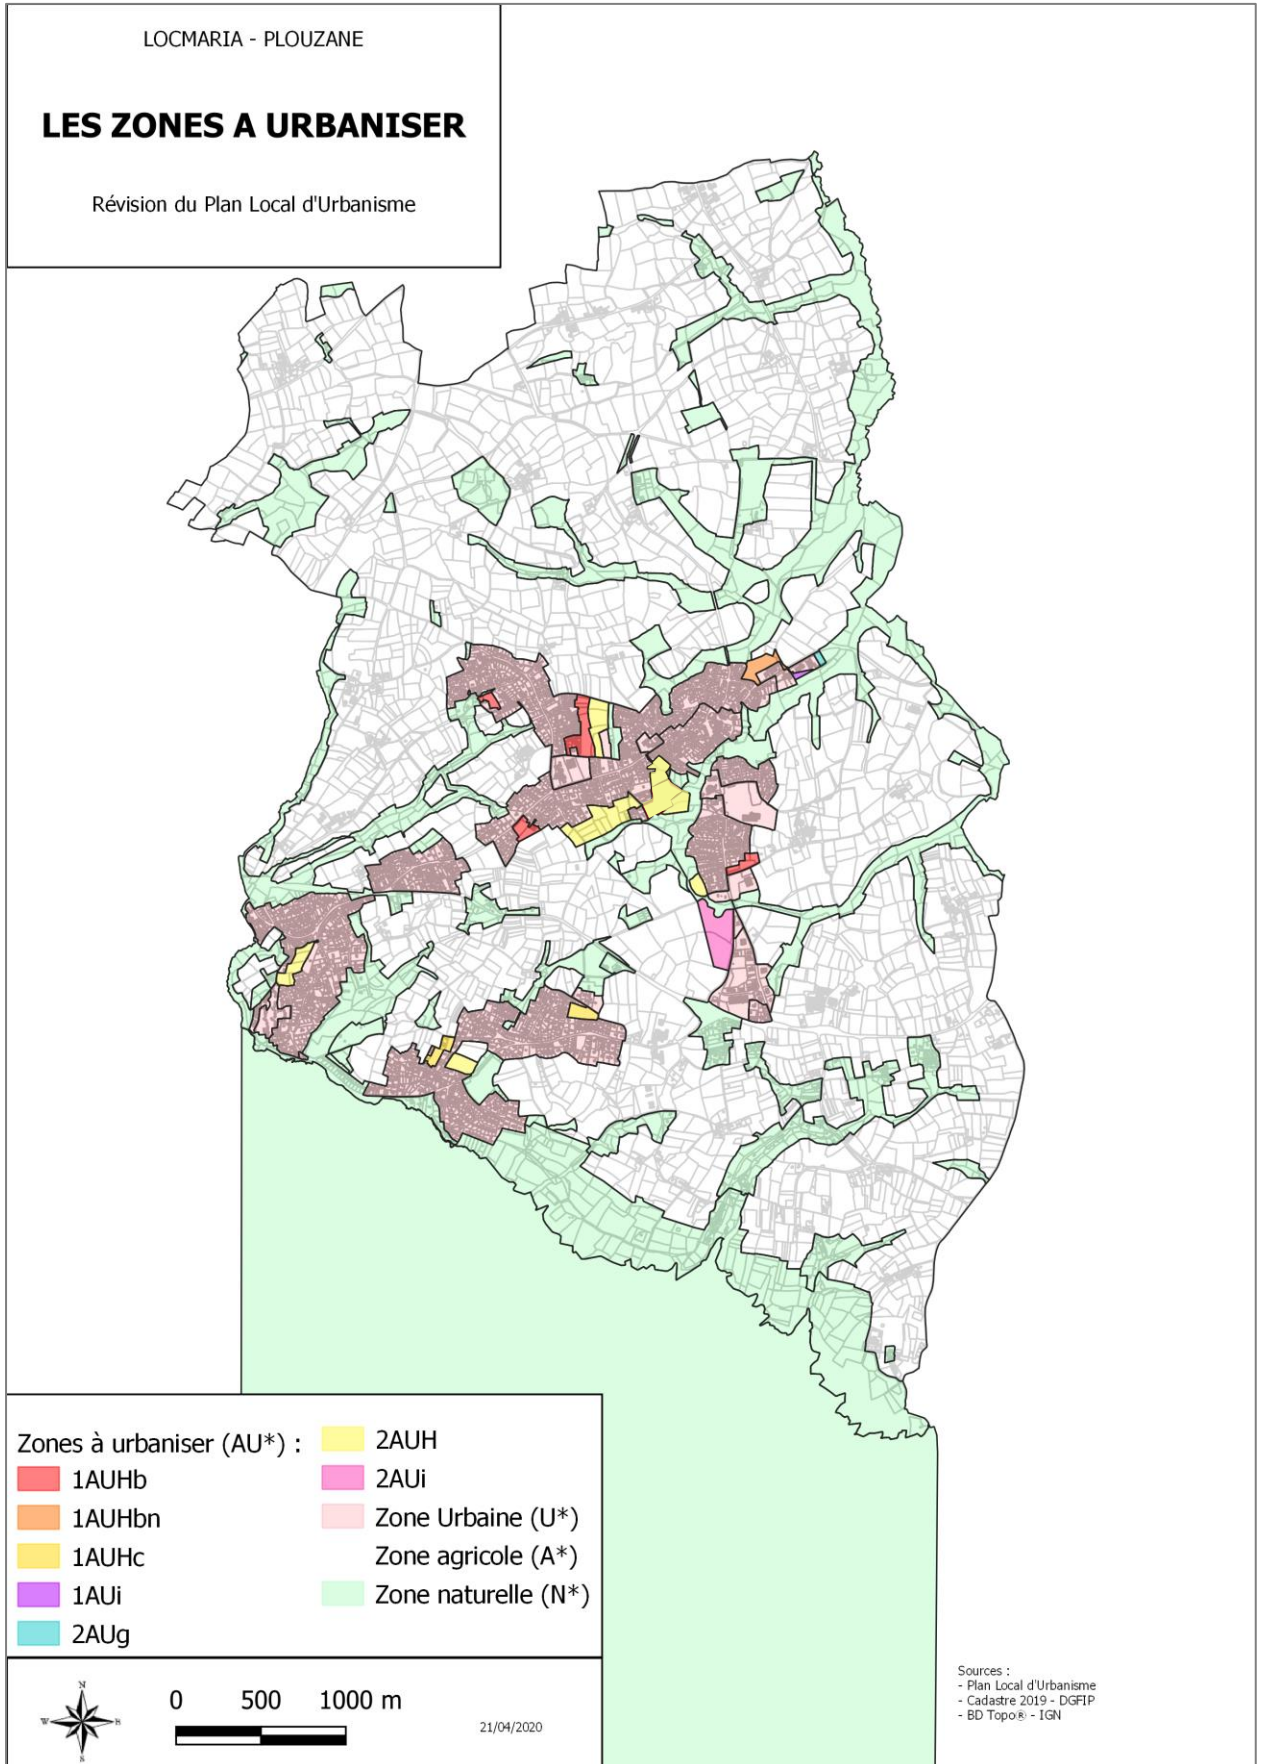 LOCMARIA - PLOUZANE
LES ZONES A URBANISER
Révision du Plan Local d'Urbanisme
Zones à urbaniser (AU*) :
1AUHb
1AUHbn
1AUHc
1AUi
2AUg
2AUH
2AUi
Zone Urbaine (U*)
Zone agricole (A*)
Zone naturelle (N*)
N
W
S
0 500 1000 m
21/04/2020
Sources :
- Plan Local d'Urbanisme
- Cadastre 2019 - DGFIP
- BD Topo® - IGN